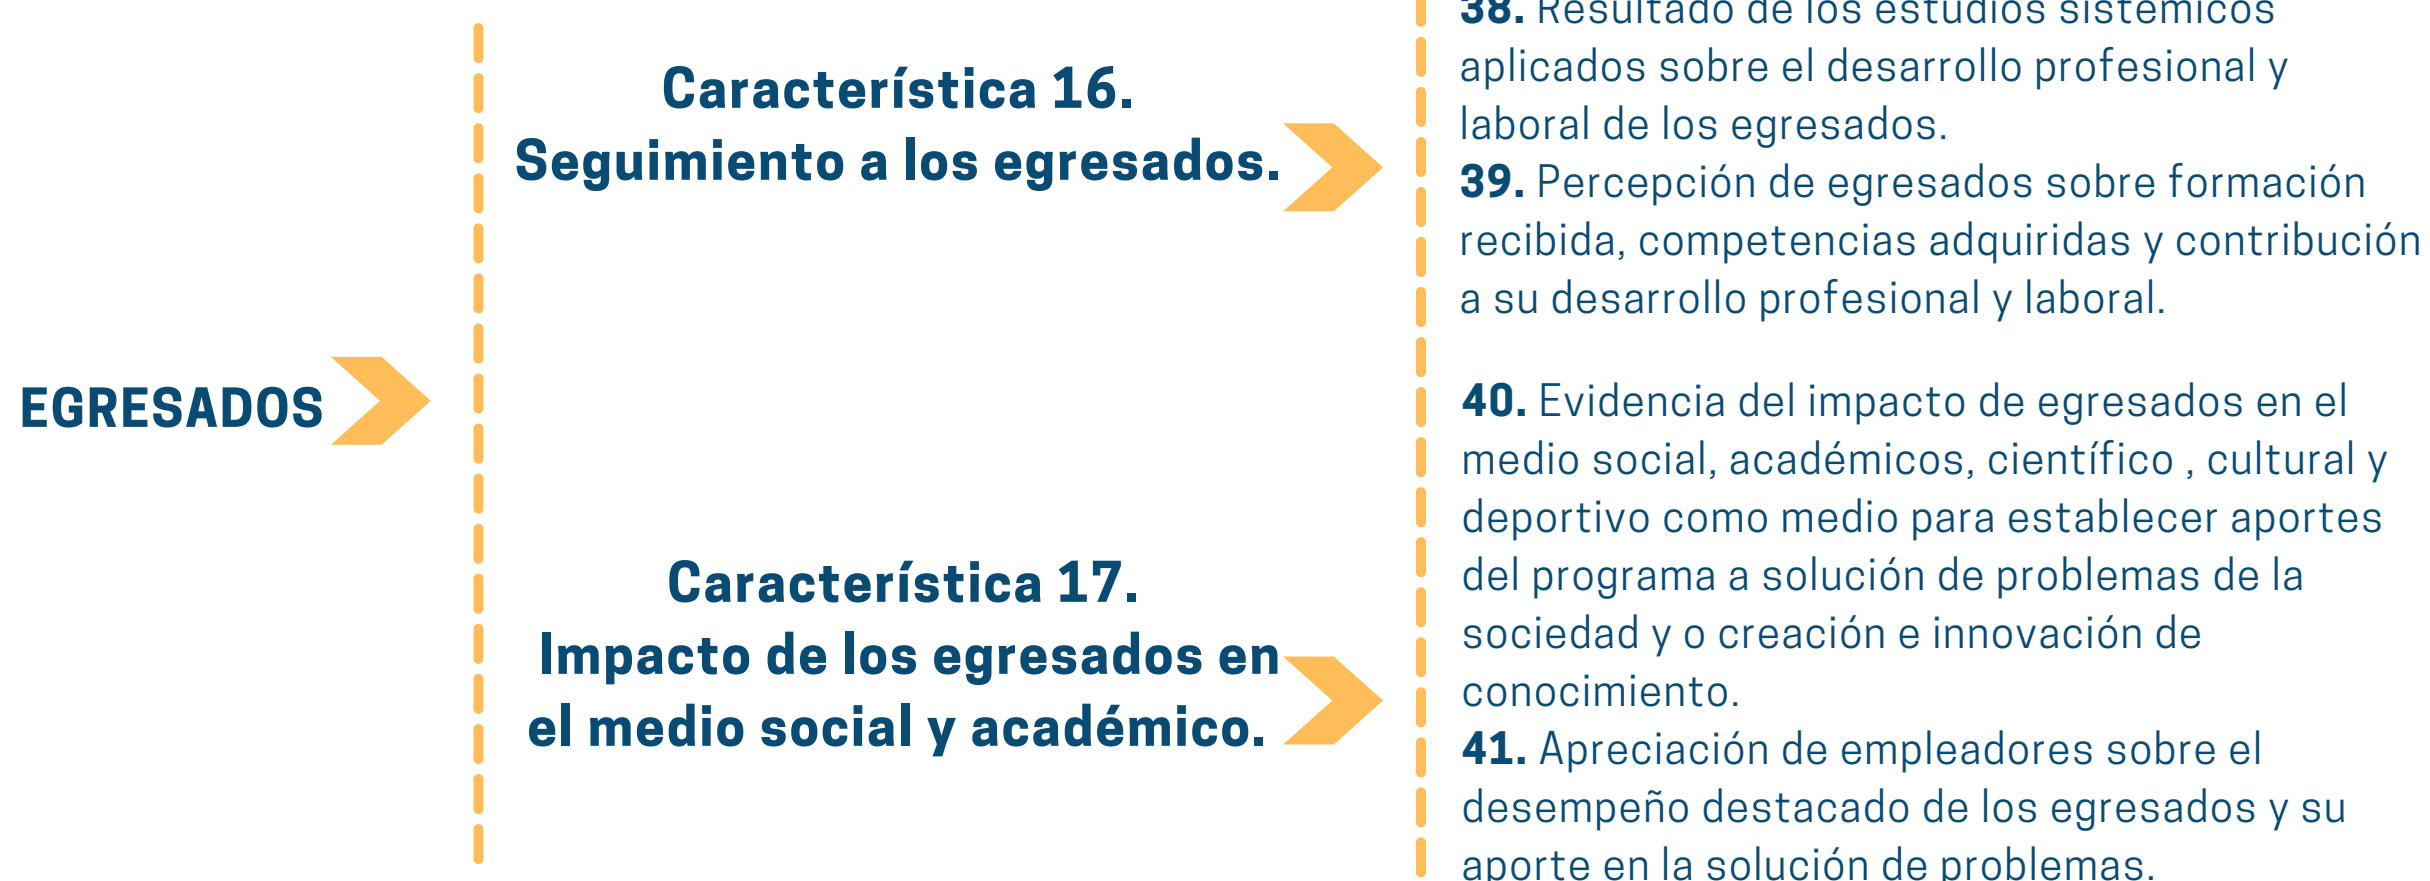 EGRESADOS
Característica 16.
Seguimiento a los egresados.
38. Resultado de los estudios sistémicos
aplicados sobre el desarrollo profesional y
laboral de los egresados.
39. Percepción de egresados sobre formación
recibida, competencias adquiridas y contribución
a su desarrollo profesional y laboral.
Característica 17.
Impacto de los egresados en
el medio social y académico.
40. Evidencia del impacto de egresados en el
medio social, académicos, científico , cultural y
deportivo como medio para establecer aportes
del programa a solución de problemas de la
sociedad y o creación e innovación de
conocimiento.
41. Apreciación de empleadores sobre el
desempeño destacado de los egresados y su
aporte en la solución de problemas.